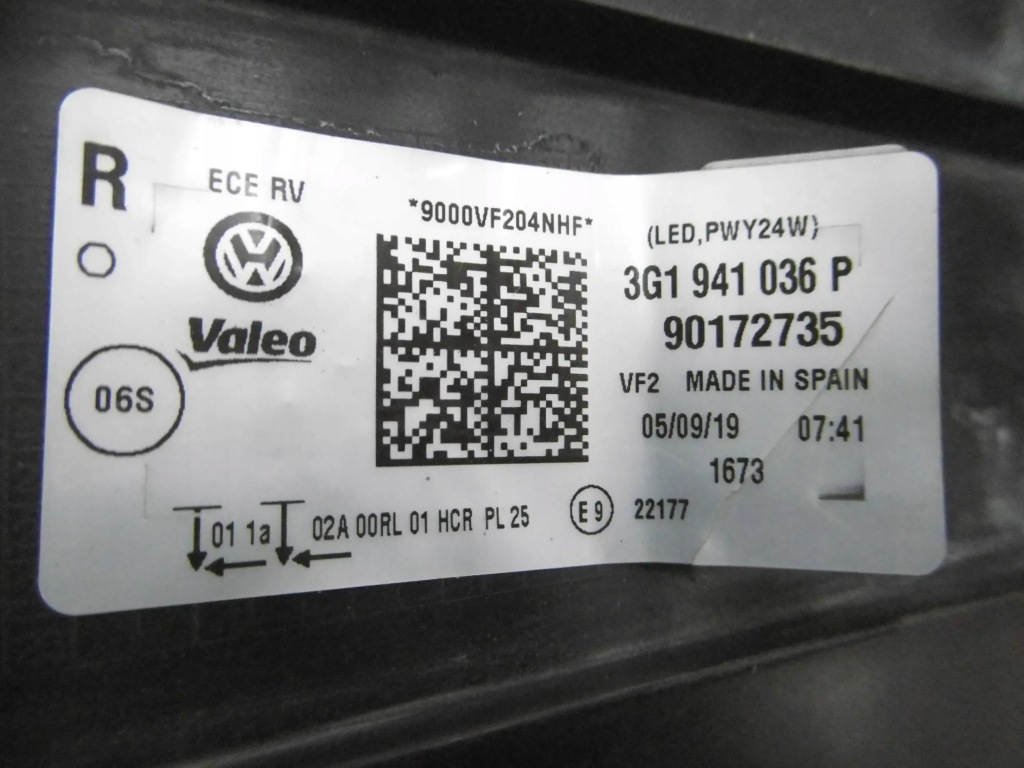 R
ECE RV
Valeo
06S
*9000VF204NHF*
(LED,PWY24W)
3G1 941 036 P
90172735
VF2 MADE IN SPAIN
05/09/19 07:41
1673
01 1a 02A 00RL 01 HCR PL 25
E9 22177